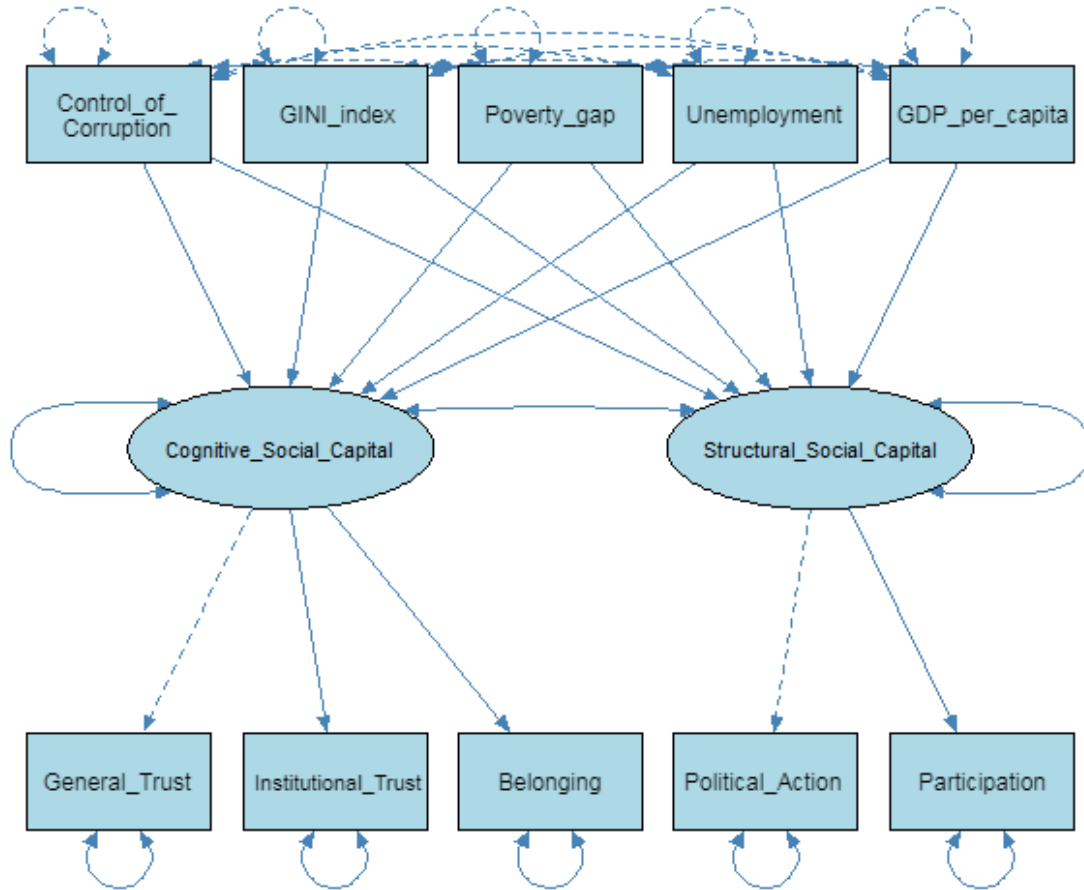 Control_of_
Corruption
GINI_index
Poverty_gap
Unemployment
GDP_per_capita
Cognitive_Social_Capital
Structural_Social_Capital
General_Trust
Institutional_Trust
Belonging
Political_Action
Participation